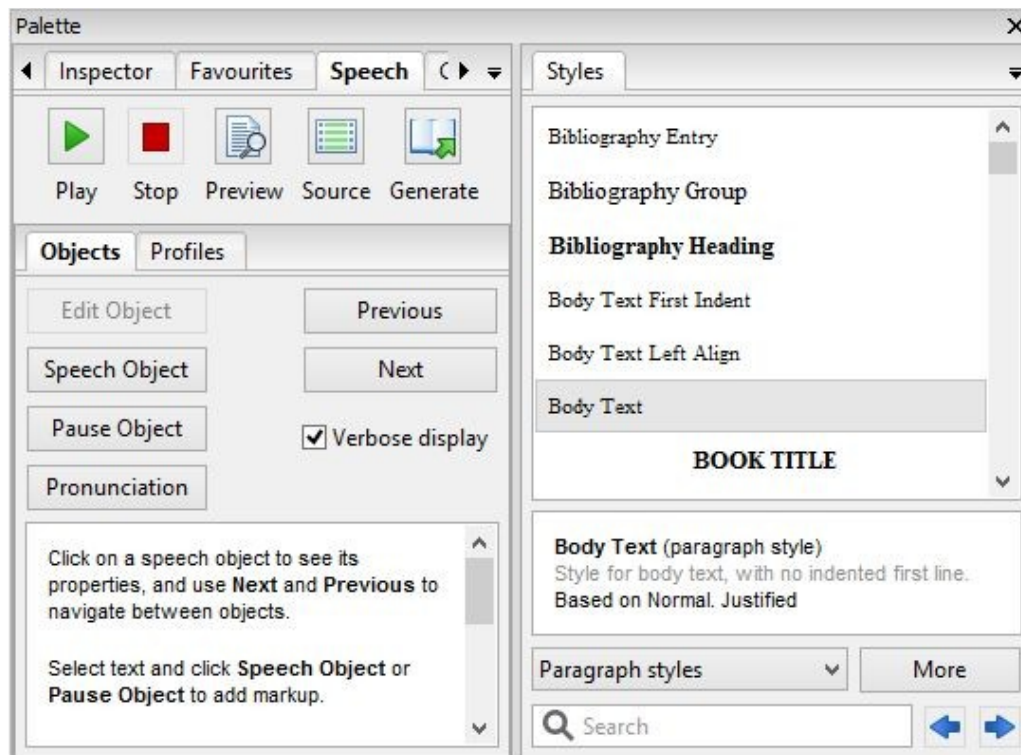 Palette
Inspector Favourites Speech
Play Stop Preview Source Generate
Objects Profiles
Edit Object Previous
Speech Object Next
Pause Object
Verbose display
Pronunciation
Click on a speech object to see its
properties, and use Next and Previous to
navigate between objects.
Select text and click Speech Object or
Pause Object to add markup.
Styles
Bibliography Entry
Bibliography Group
Bibliography Heading
Body Text First Indent
Body Text Left Align
Body Text
BOOK TITLE
Body Text (paragraph style)
Style for body text, with no indented first line.
Based on Normal. Justified
Paragraph styles More
Search